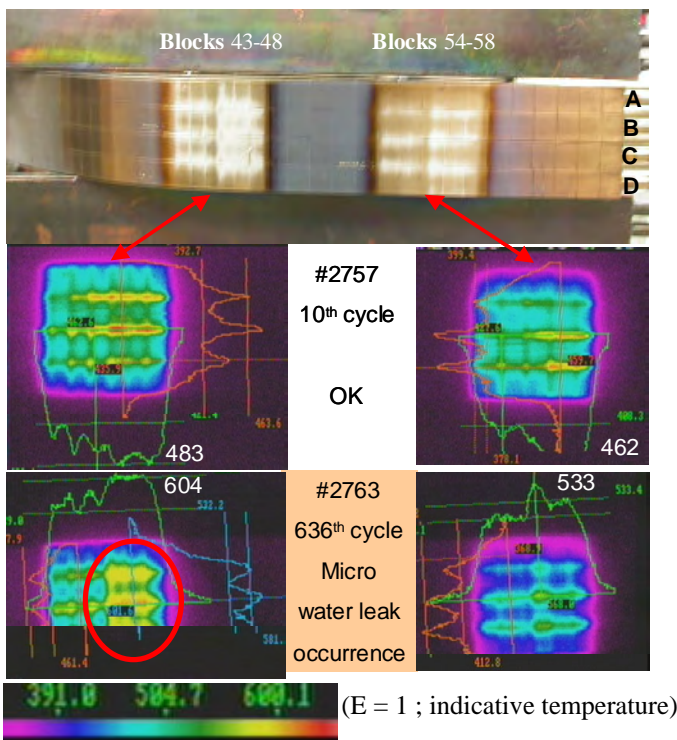 Blocks 43-48
Blocks 54-58
A
B
C
D
392.7
463.6
#2757
10th cycle
OK
399.4
408.3
378.1
483
462
604
532.2
461.4
#2763
636th cycle
Micro
water leak
occurrence
533
533.4
412.8
391.0 504.7 600.1
(E = 1 ; indicative temperature)